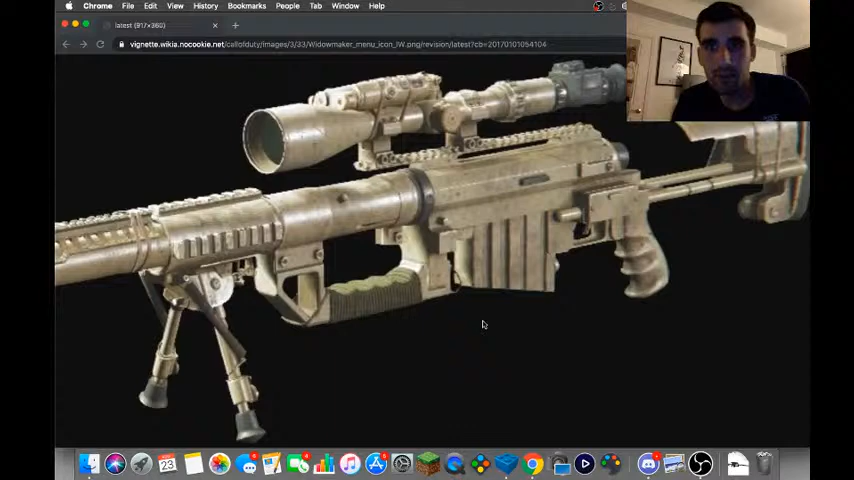 Chrome File Edit View History Bookmarks People Tab Window Help
latest (917×360)
vignette.wikia.nocookie.net/callofduty/images/3/33/Widowmaker_menu_icon_IW.png/revision/latest?cb=20170101054104
23